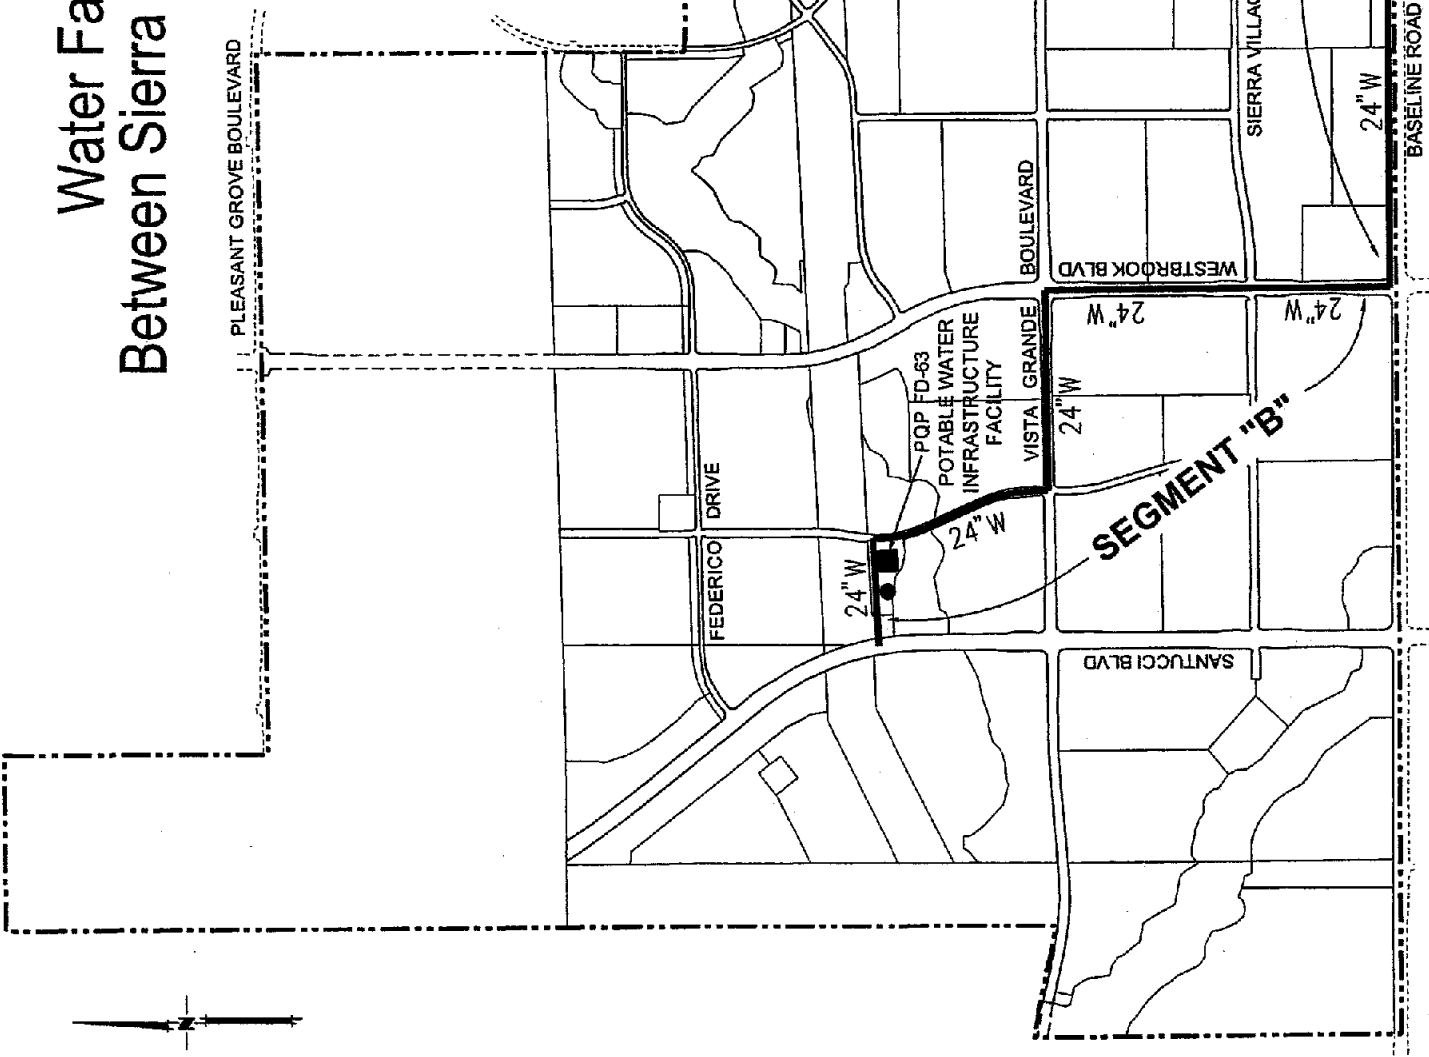 Water Fa
Between Sierra
PLEASANT GROVE BOULEVARD
SIERRA VILLAG
24" W
BASELINE ROAD
BOULEVARD
WESTBROOK BLVD
24" W
24" W
PQP FD-63
POTABLE WATER
INFRASTRUCTURE
FACILITY
VISTA GRANDE
24" W
FEDERICO DRIVE
24" W
24" W
SEGMENT "B"
SANTUCCI BLVD
N